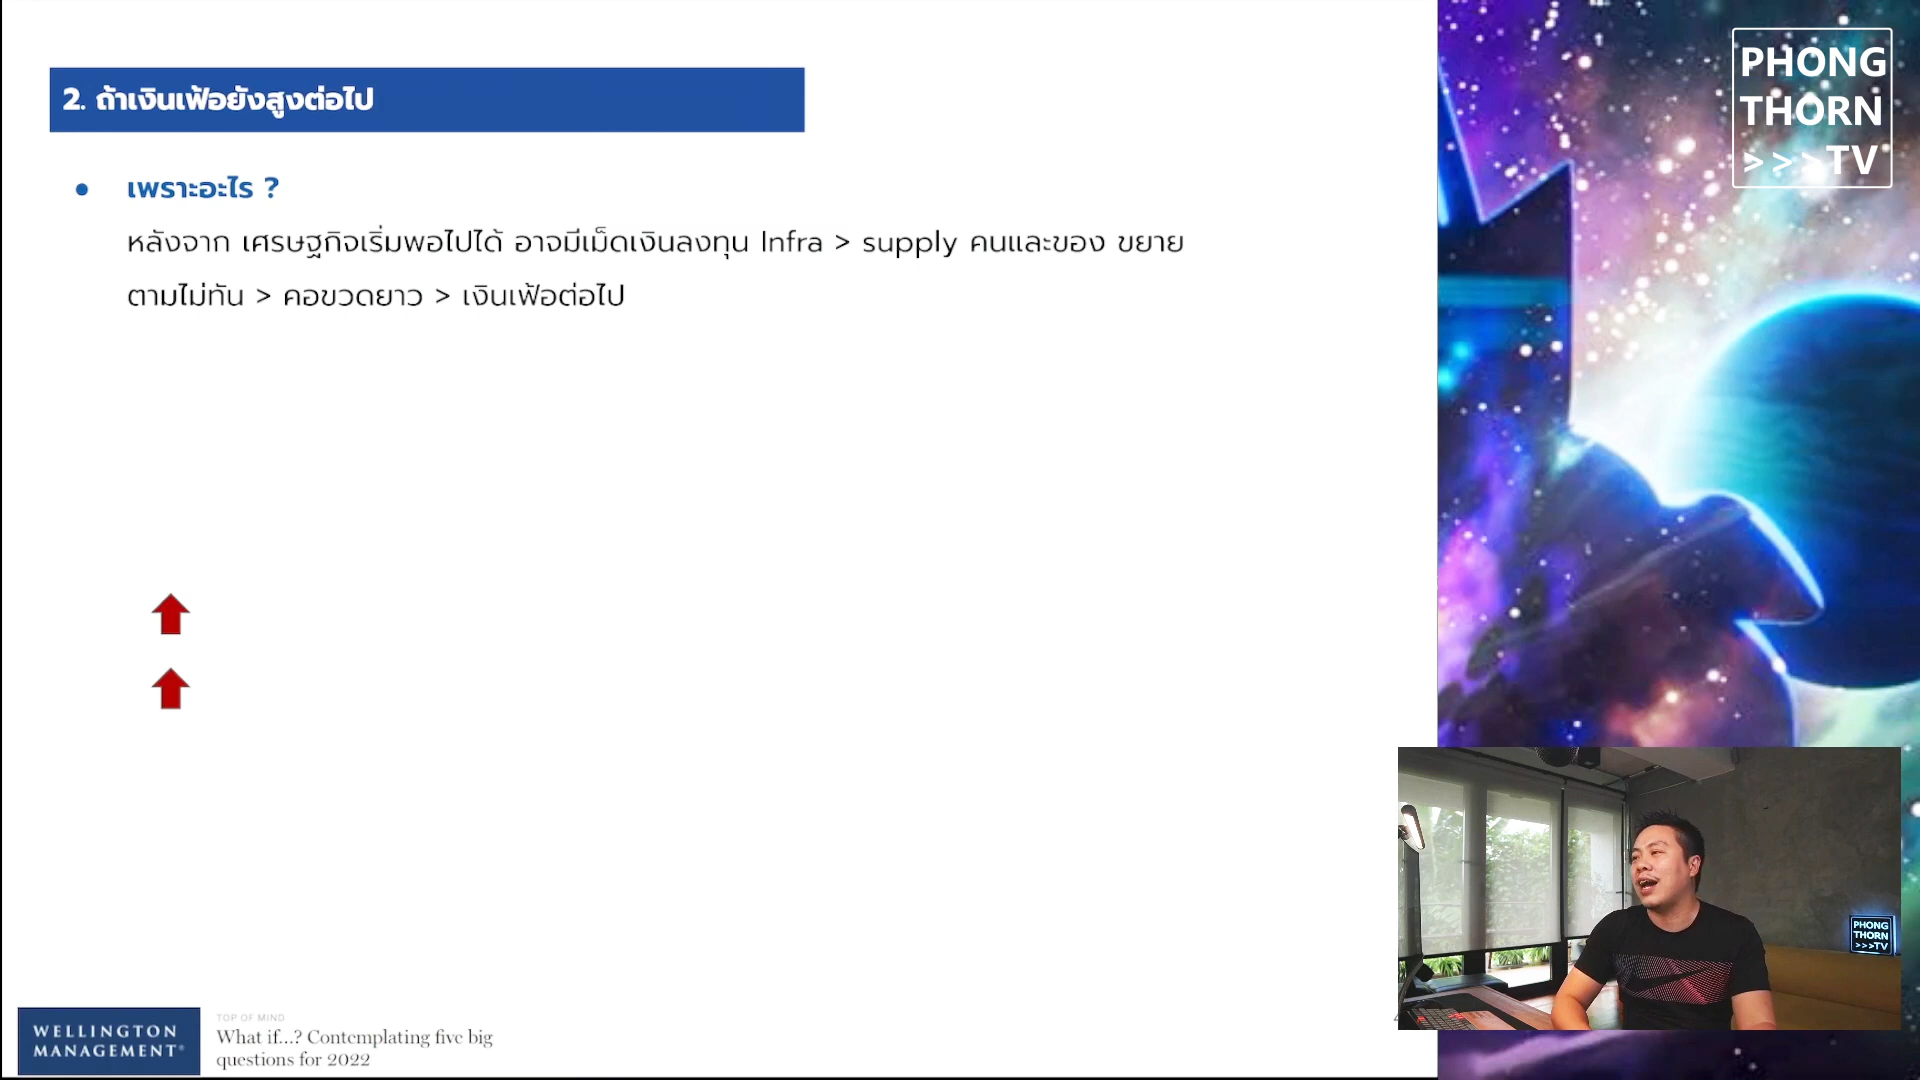 2. ถ้าเงินเฟ้อยังสูงต่อไป
เพราะอะไร ?
หลังจาก เศรษฐกิจเริ่มพอไปได้ อาจมีเม็ดเงินลงทุน Infra > supply คนและของ ขยาย
ตามไม่ทัน > คอขวดยาว > เงินเฟ้อต่อไป
WELLINGTON
MANAGEMENT®
TOP OF MIND
What if...? Contemplating five big
questions for 2022
PHONG
THORN
>>>TV
PHONG
THORN
>>>TV